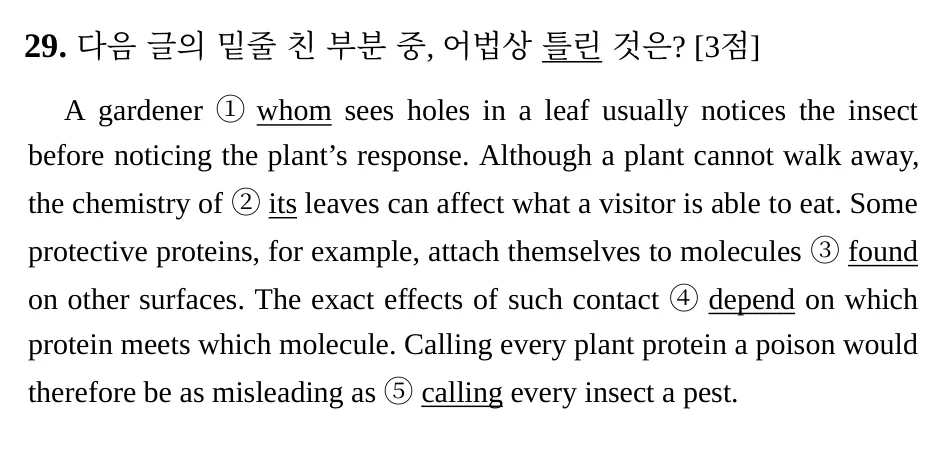 29. 다음 글의 밑줄 친 부분 중, 어법상 틀린 것은? [3점]
A gardener ① whom sees holes in a leaf usually notices the insect
before noticing the plant’s response. Although a plant cannot walk away,
the chemistry of ② its leaves can affect what a visitor is able to eat. Some
protective proteins, for example, attach themselves to molecules ③ found
on other surfaces. The exact effects of such contact ④ depend on which
protein meets which molecule. Calling every plant protein a poison would
therefore be as misleading as ⑤ calling every insect a pest.